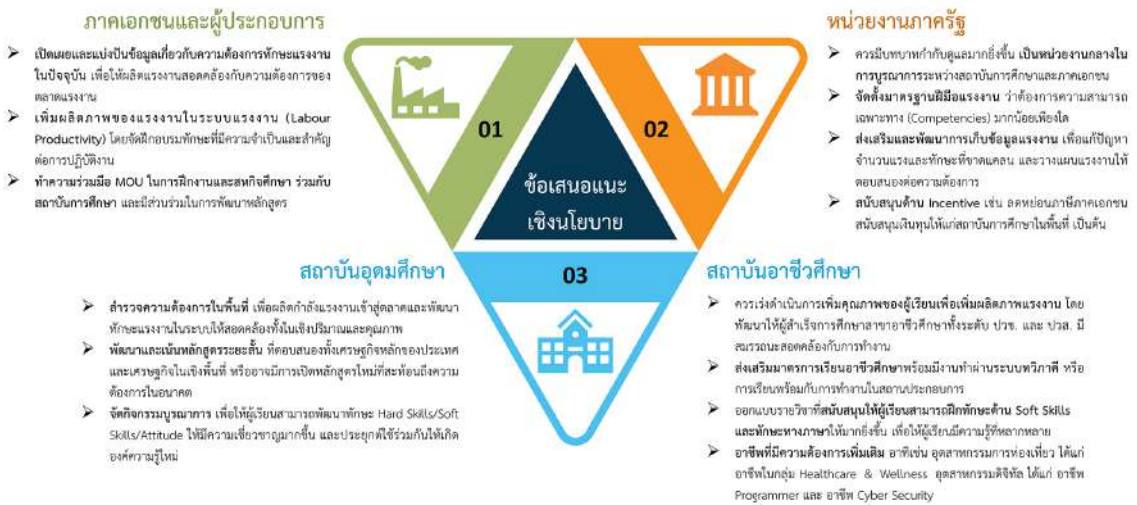 ภาคเอกชนและผู้ประกอบการ
➢ เปิดเผยและแบ่งปันข้อมูลเกี่ยวกับความต้องการทักษะแรงงาน
ในปัจจุบัน เพื่อให้ผลิตแรงงานสอดคล้องกับความต้องการของ
ตลาดแรงงาน
➢ เพิ่มผลิตภาพของแรงงานในระบบแรงงาน (Labour
Productivity) โดยจัดฝึกอบรมทักษะที่มีความจำเป็นและสำคัญ
ต่อการปฏิบัติงาน
➢ ทำความร่วมมือ MOU ในการฝึกงานและสหกิจศึกษา ร่วมกับ
สถาบันการศึกษา และมีส่วนร่วมในการพัฒนาหลักสูตร
01
02
ข้อเสนอแนะ
เชิงนโยบาย
03
หน่วยงานภาครัฐ
➢ ควรมีบทบาทกำกับดูแลมากยิ่งขึ้น เป็นหน่วยงานกลางใน
การบูรณาการระหว่างสถาบันการศึกษาและภาคเอกชน
➢ จัดตั้งมาตรฐานฝีมือแรงงาน ว่าต้องการความสามารถ
เฉพาะทาง (Competencies) มากน้อยเพียงใด
➢ ส่งเสริมและพัฒนาการเก็บข้อมูลแรงงาน เพื่อแก้ปัญหา
จำนวนแรงและทักษะที่ขาดแคลน และวางแผนแรงงานให้
ตอบสนองต่อความต้องการ
➢ สนับสนุนด้าน Incentive เช่น ลดหย่อนภาษีภาคเอกชน
สนับสนุนเงินทุนให้แก่สถาบันการศึกษาในพื้นที่ เป็นต้น
สถาบันอุดมศึกษา
➢ สำรวจความต้องการในพื้นที่ เพื่อผลิตกำลังแรงงานเข้าสู่ตลาดและพัฒนา
ทักษะแรงงานในระบบให้สอดคล้องทั้งในเชิงปริมาณและคุณภาพ
➢ พัฒนาและเน้นหลักสูตรระยะสั้น ที่ตอบสนองทั้งเศรษฐกิจหลักของประเทศ
และเศรษฐกิจในเชิงพื้นที่ หรืออาจมีการเปิดหลักสูตรใหม่ที่สะท้อนถึงความ
ต้องการในอนาคต
➢ จัดกิจกรรมบูรณาการ เพื่อให้ผู้เรียนสามารถพัฒนาทักษะ Hard Skills/Soft
Skills/Attitude ให้มีความเชี่ยวชาญมากขึ้น และประยุกต์ใช้ร่วมกันให้เกิด
องค์ความรู้ใหม่
สถาบันอาชีวศึกษา
➢ ควรเร่งดำเนินการเพิ่มคุณภาพของผู้เรียนเพื่อเพิ่มผลิตภาพแรงงาน โดย
พัฒนาให้ผู้สำเร็จการศึกษาสาขาอาชีวศึกษาทั้งระดับ ปวช. และ ปวส. มี
สมรรถนะสอดคล้องกับการทำงาน
➢ ส่งเสริมมาตรการเรียนอาชีวศึกษาพร้อมมีงานทำผ่านระบบทวิภาคี หรือ
การเรียนพร้อมกับการทำงานในสถานประกอบการ
➢ ออกแบบรายวิชาที่สนับสนุนให้ผู้เรียนสามารถฝึกทักษะด้าน Soft Skills
และทักษะทางภาษาให้มากยิ่งขึ้น เพื่อให้ผู้เรียนมีความรู้ที่หลากหลาย
➢ อาชีพที่มีความต้องการเพิ่มเติม อาทิเช่น อุตสาหกรรมการท่องเที่ยว ได้แก่
อาชีพในกลุ่ม Healthcare & Wellness อุตสาหกรรมดิจิทัล ได้แก่ อาชีพ
Programmer และ อาชีพ Cyber Security